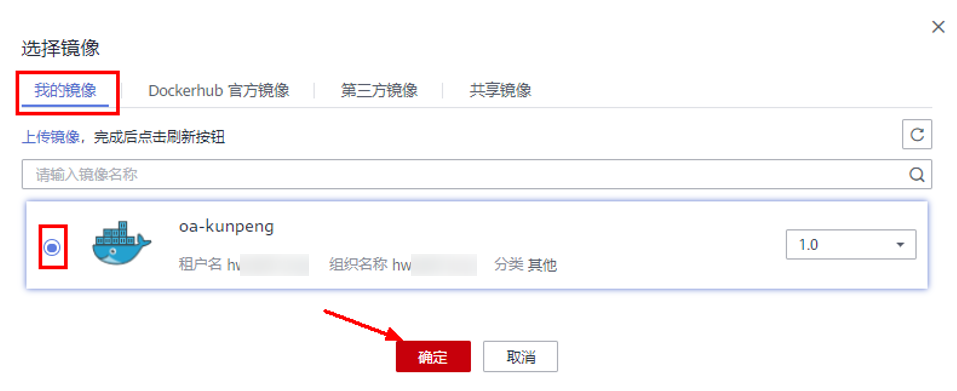 选择镜像
我的镜像 Dockerhub 官方镜像 第三方镜像 共享镜像
上传镜像，完成后点击刷新按钮
请输入镜像名称
oa-kunpeng
租户名 hw 组织名称 hw 分类 其他
1.0
确定 取消